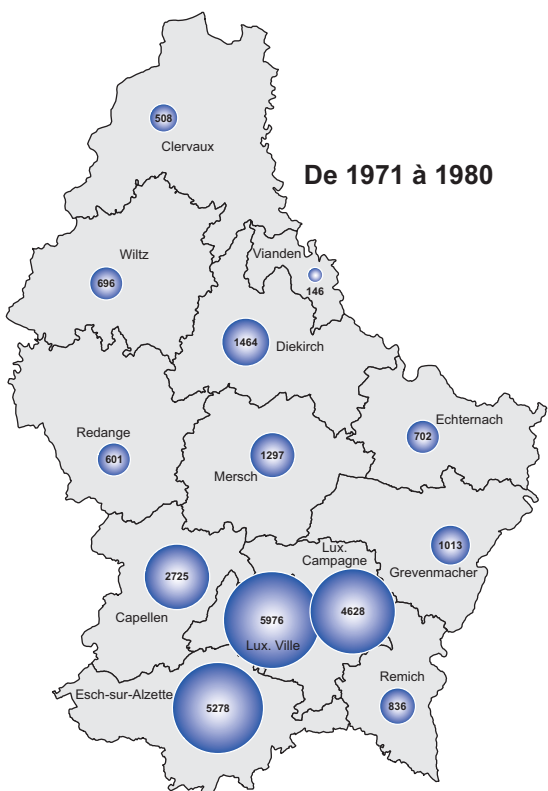 508
Clervaux
De 1971 à 1980
Wiltz
696
Vianden
146
1464
Diekirch
Echternach
702
Redange
601
1297
Mersch
1013
Grevenmacher
Lux.
Campagne
2725
Capellen
5976
Lux. Ville
4628
Remich
836
Esch-sur-Alzette
5278